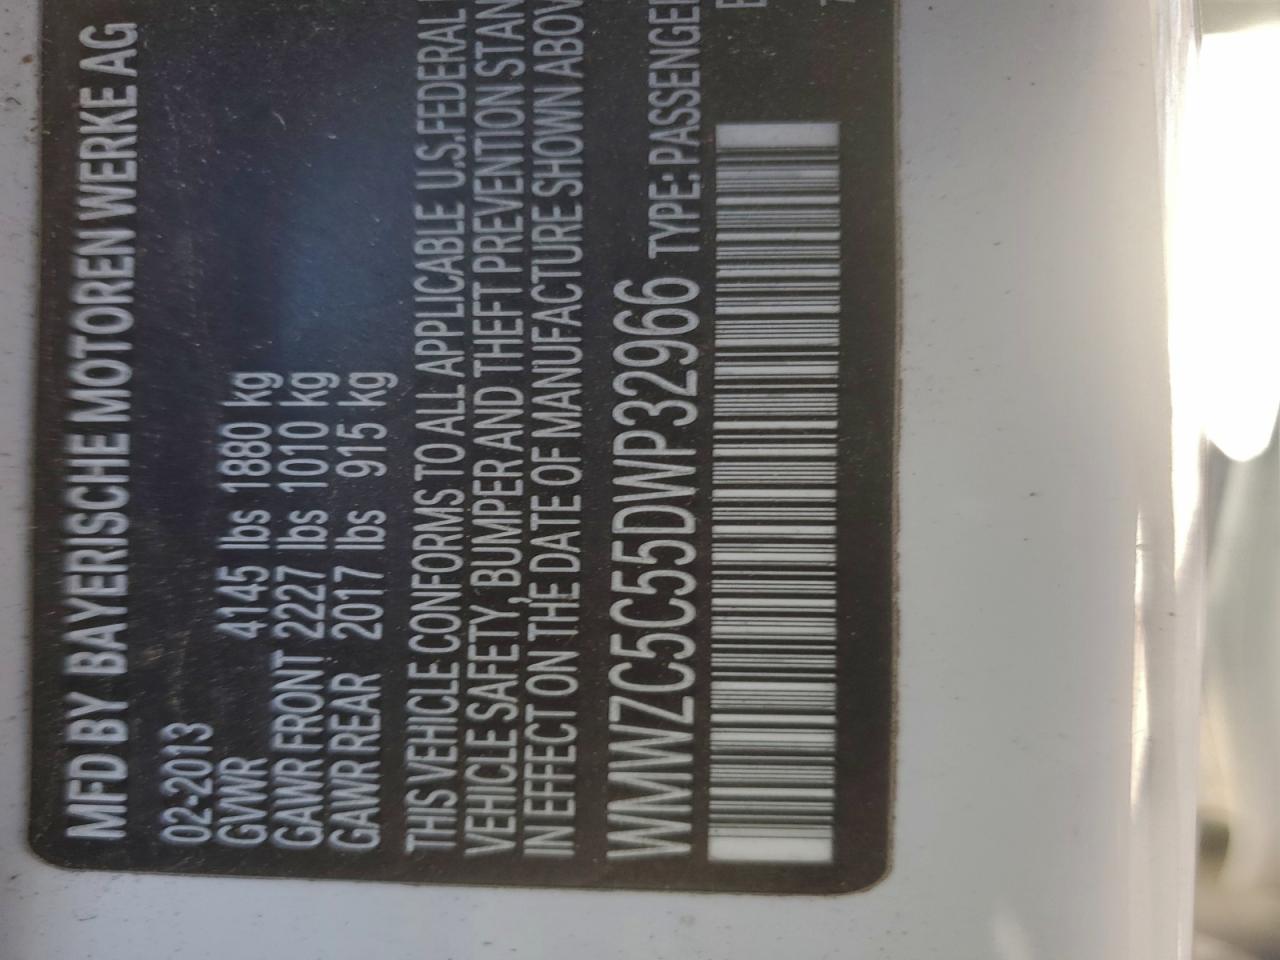 MFD BY BAYERISCHE MOTOREN WERKE AG
02-2013
GVWR 4145 lbs 1880 kg
GAWR FRONT 2227 lbs 1010 kg
GAWR REAR 2017 lbs 915 kg
THIS VEHICLE CONFORMS TO ALL APPLICABLE U.S.FEDERAL
VEHICLE SAFETY, BUMPER AND THEFT PREVENTION STAN
IN EFFECT ON THE DATE OF MANUFACTURE SHOWN ABOV
WMWZC5C55DWP32966 TYPE: PASSENGE